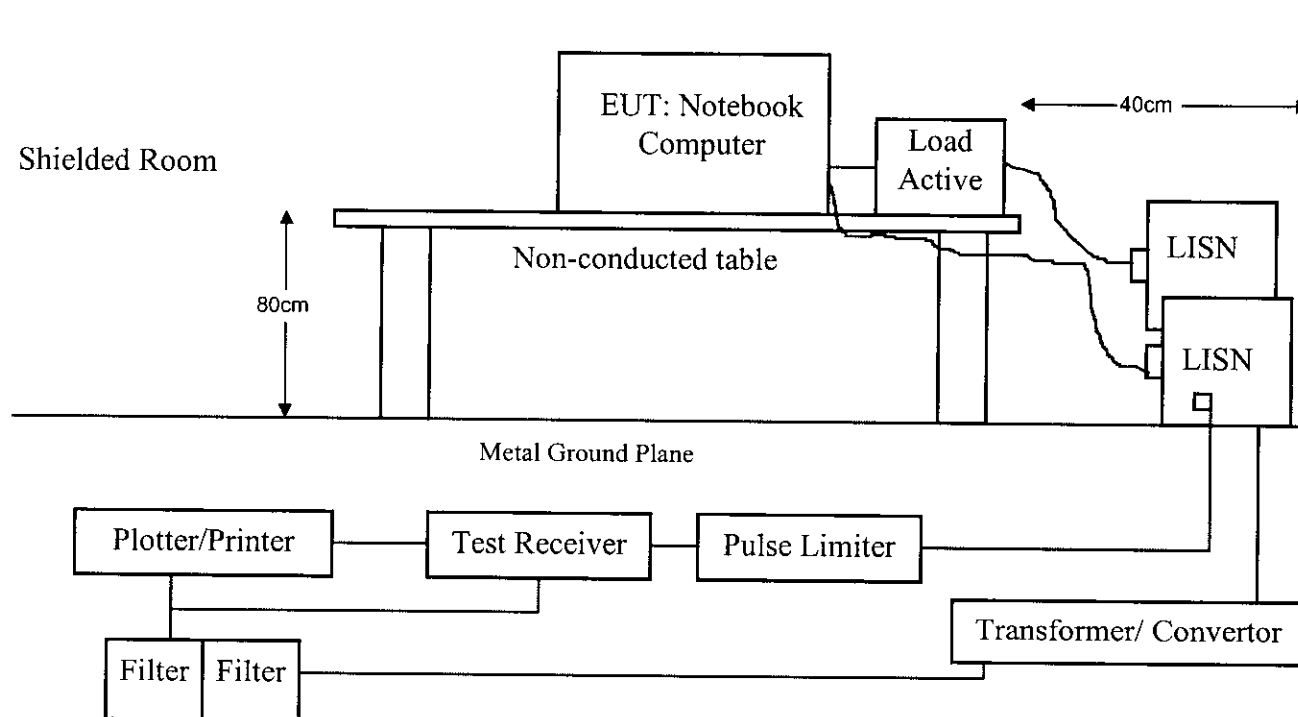 EUT: Notebook
Computer
Load
Active
40cm
Shielded Room
LISN
Non-conducted table
80cm
LISN
Metal Ground Plane
Plotter/Printer
Test Receiver
Pulse Limiter
Transformer/ Convertor
Filter
Filter